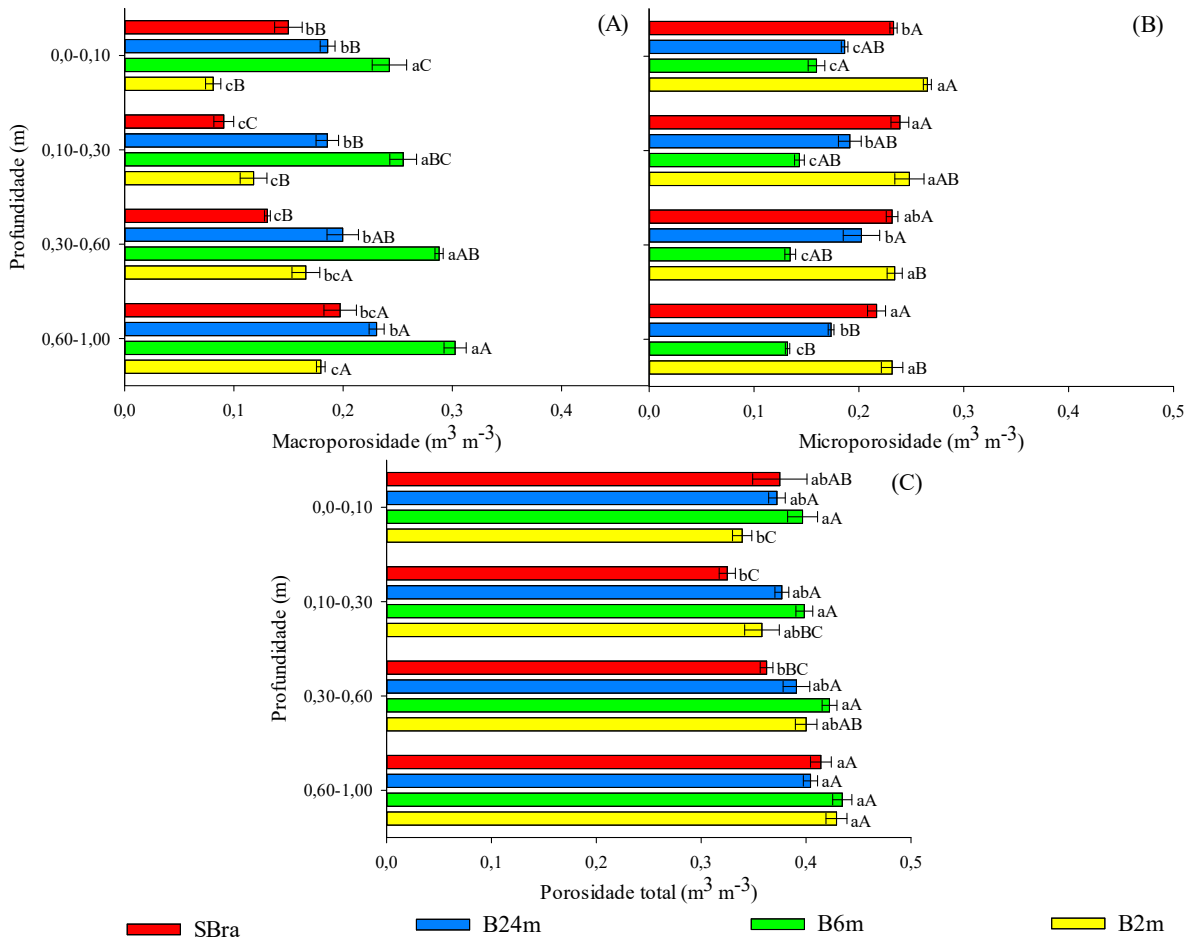 (A)
Profundidade (m)
0,0-0,10
bB
bB
aC
cB
0,10-0,30
cC
bB
aBC
cB
0,30-0,60
cB
bAB
aAB
bcA
0,60-1,00
bcA
bA
aA
cA
0,0 0,1 0,2 0,3 0,4
Macroporosidade (m³ m⁻³)
(B)
bA
cAB
cA
aA
aA
bAB
cAB
aAB
abA
bA
cAB
aB
aA
bB
cB
aB
0,0 0,1 0,2 0,3 0,4 0,5
Microporosidade (m³ m⁻³)
(C)
Profundidade (m)
0,0-0,10
abAB
abA
aA
bC
0,10-0,30
bC
abA
aA
abBC
0,30-0,60
bBC
abA
aA
abAB
0,60-1,00
aA
aA
aA
aA
0,0 0,1 0,2 0,3 0,4 0,5
Porosidade total (m³ m⁻³)
SBra B24m B6m B2m